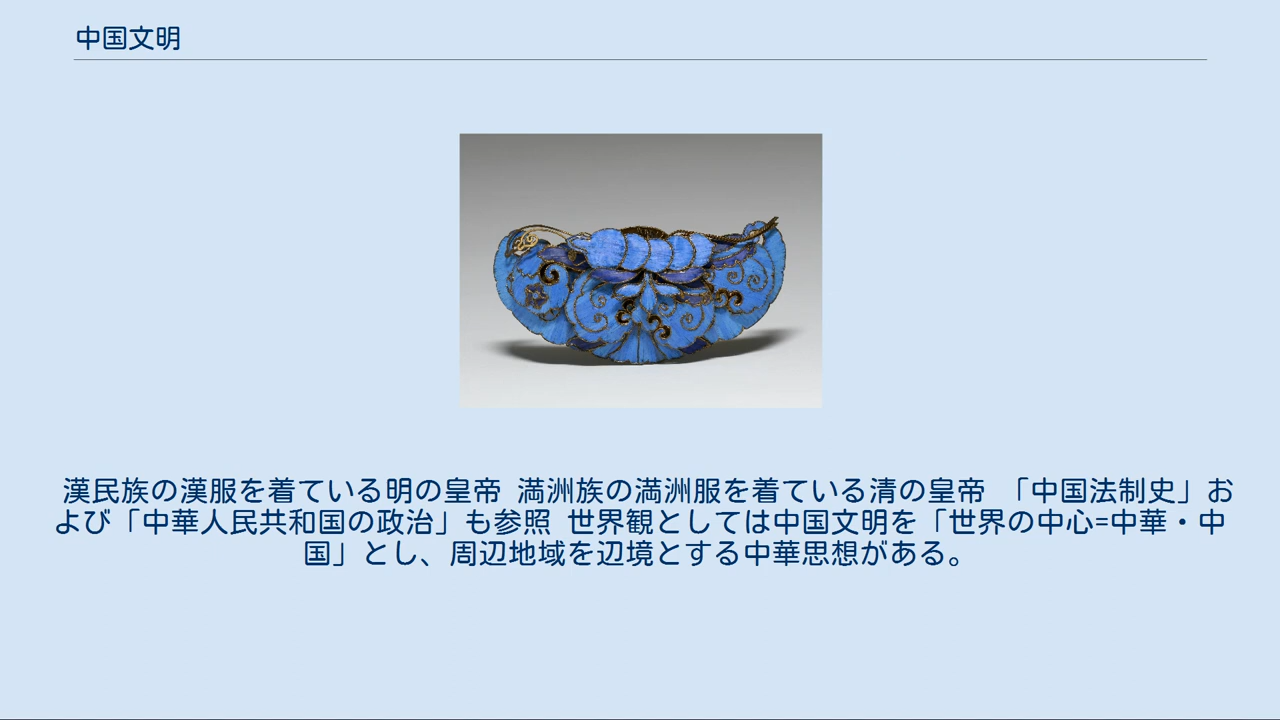 中国文明
漢民族の漢服を着ている明の皇帝 満洲族の満洲服を着ている清の皇帝 「中国法制史」お
よび「中華人民共和国の政治」も参照 世界観としては中国文明を「世界の中心=中華・中
国」とし、周辺地域を辺境とする中華思想がある。